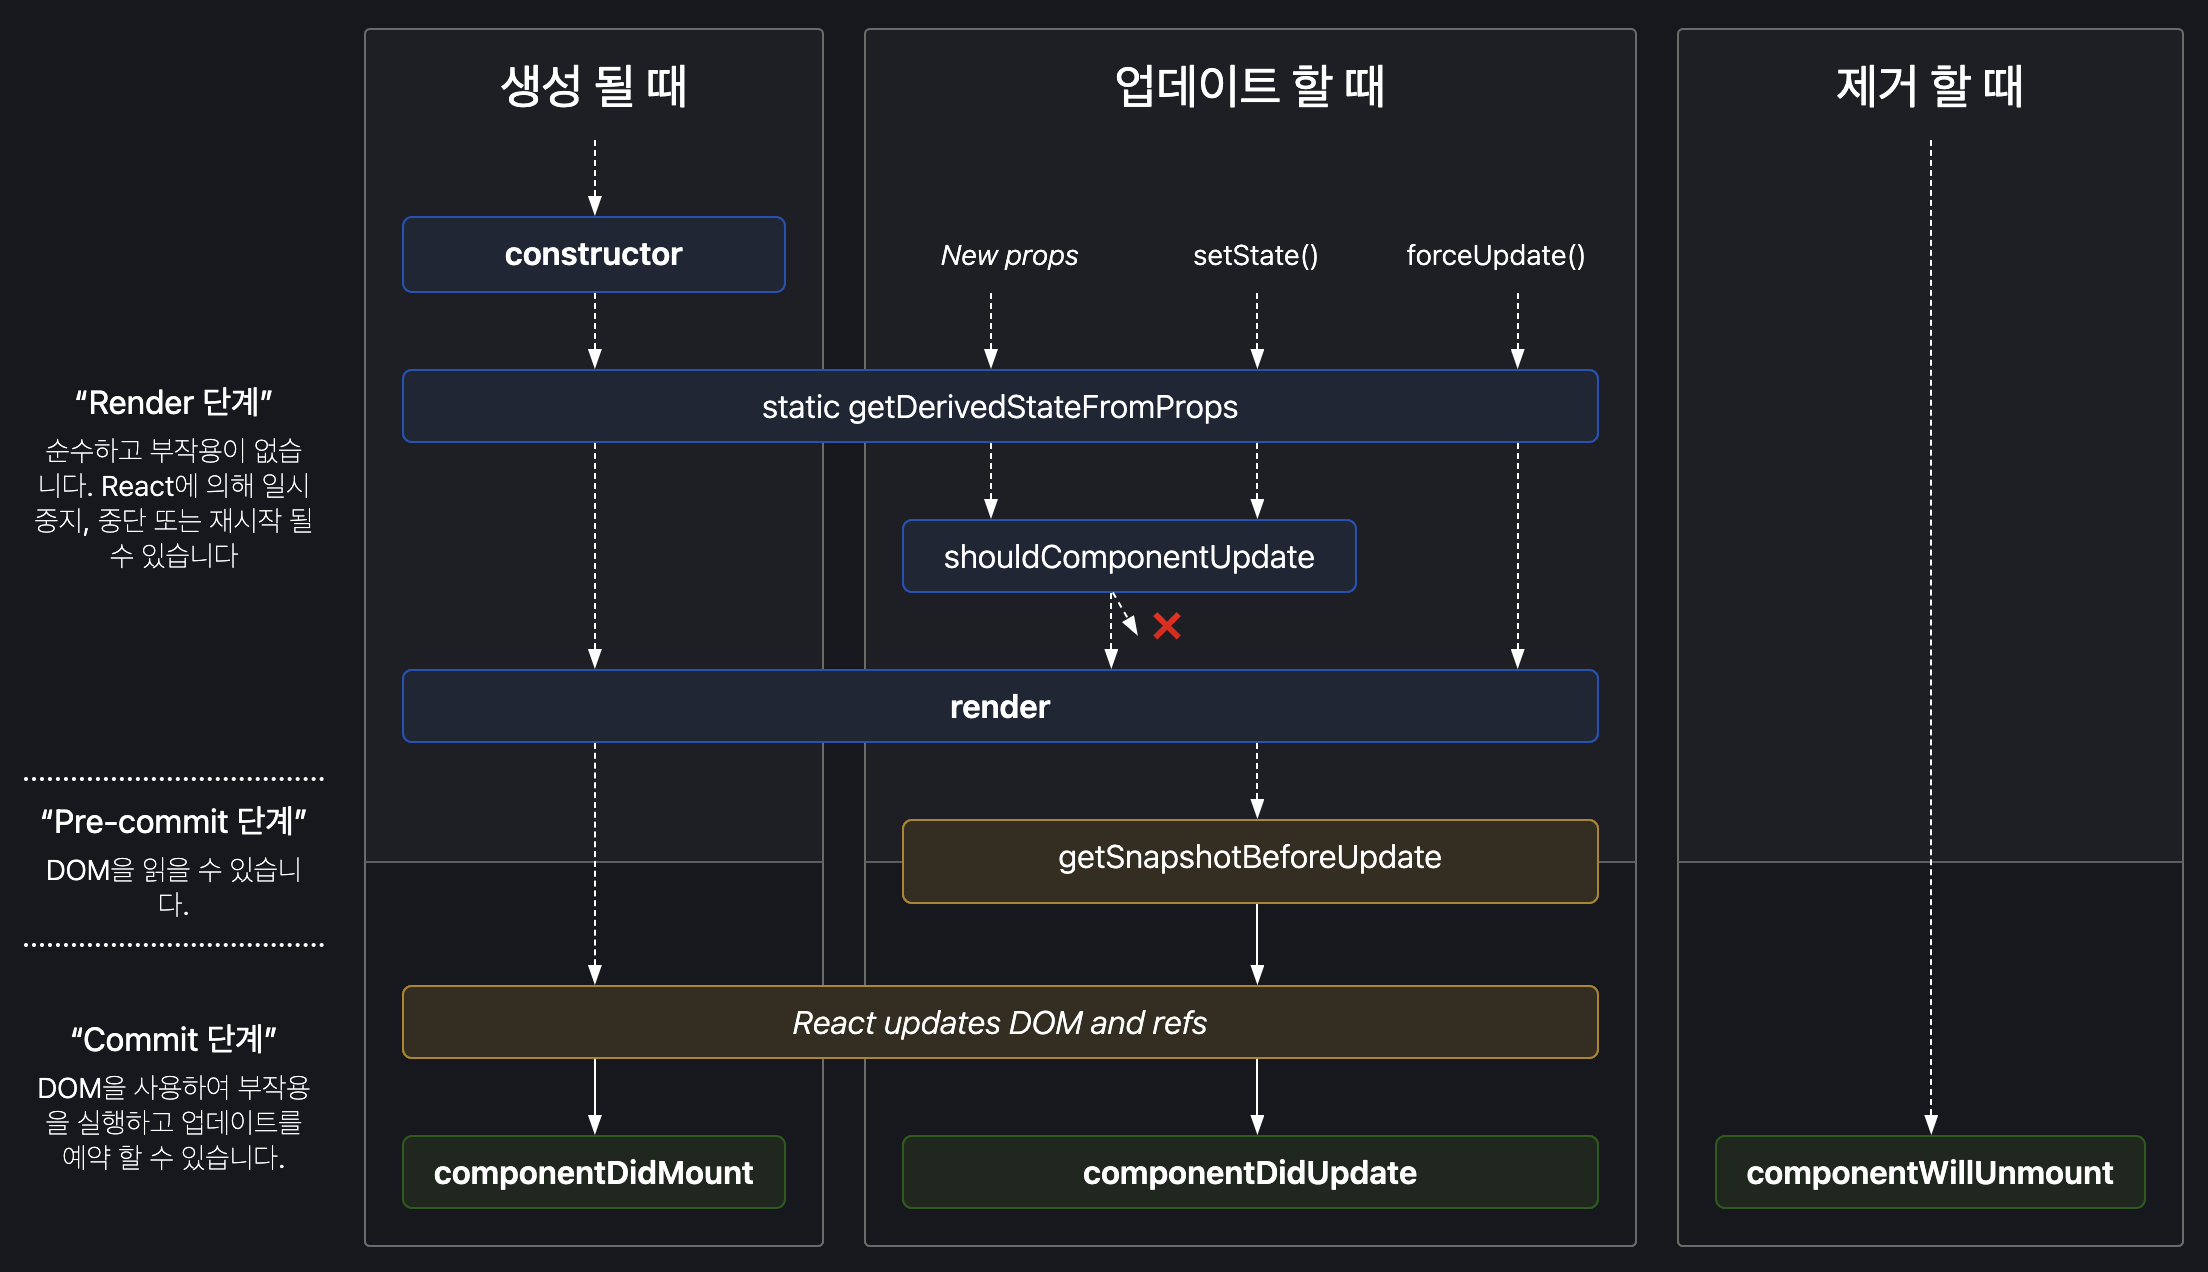 생성 될 때
업데이트 할 때
제거 할 때
constructor
New props
setState()
forceUpdate()
static getDerivedStateFromProps
“Render 단계”
순수하고 부작용이 없습
니다. React에 의해 일시
중지, 중단 또는 재시작 될
수 있습니다
shouldComponentUpdate
render
“Pre-commit 단계”
DOM을 읽을 수 있습니
다.
getSnapshotBeforeUpdate
React updates DOM and refs
“Commit 단계”
DOM을 사용하여 부작용
을 실행하고 업데이트를
예약 할 수 있습니다.
componentDidMount
componentDidUpdate
componentWillUnmount